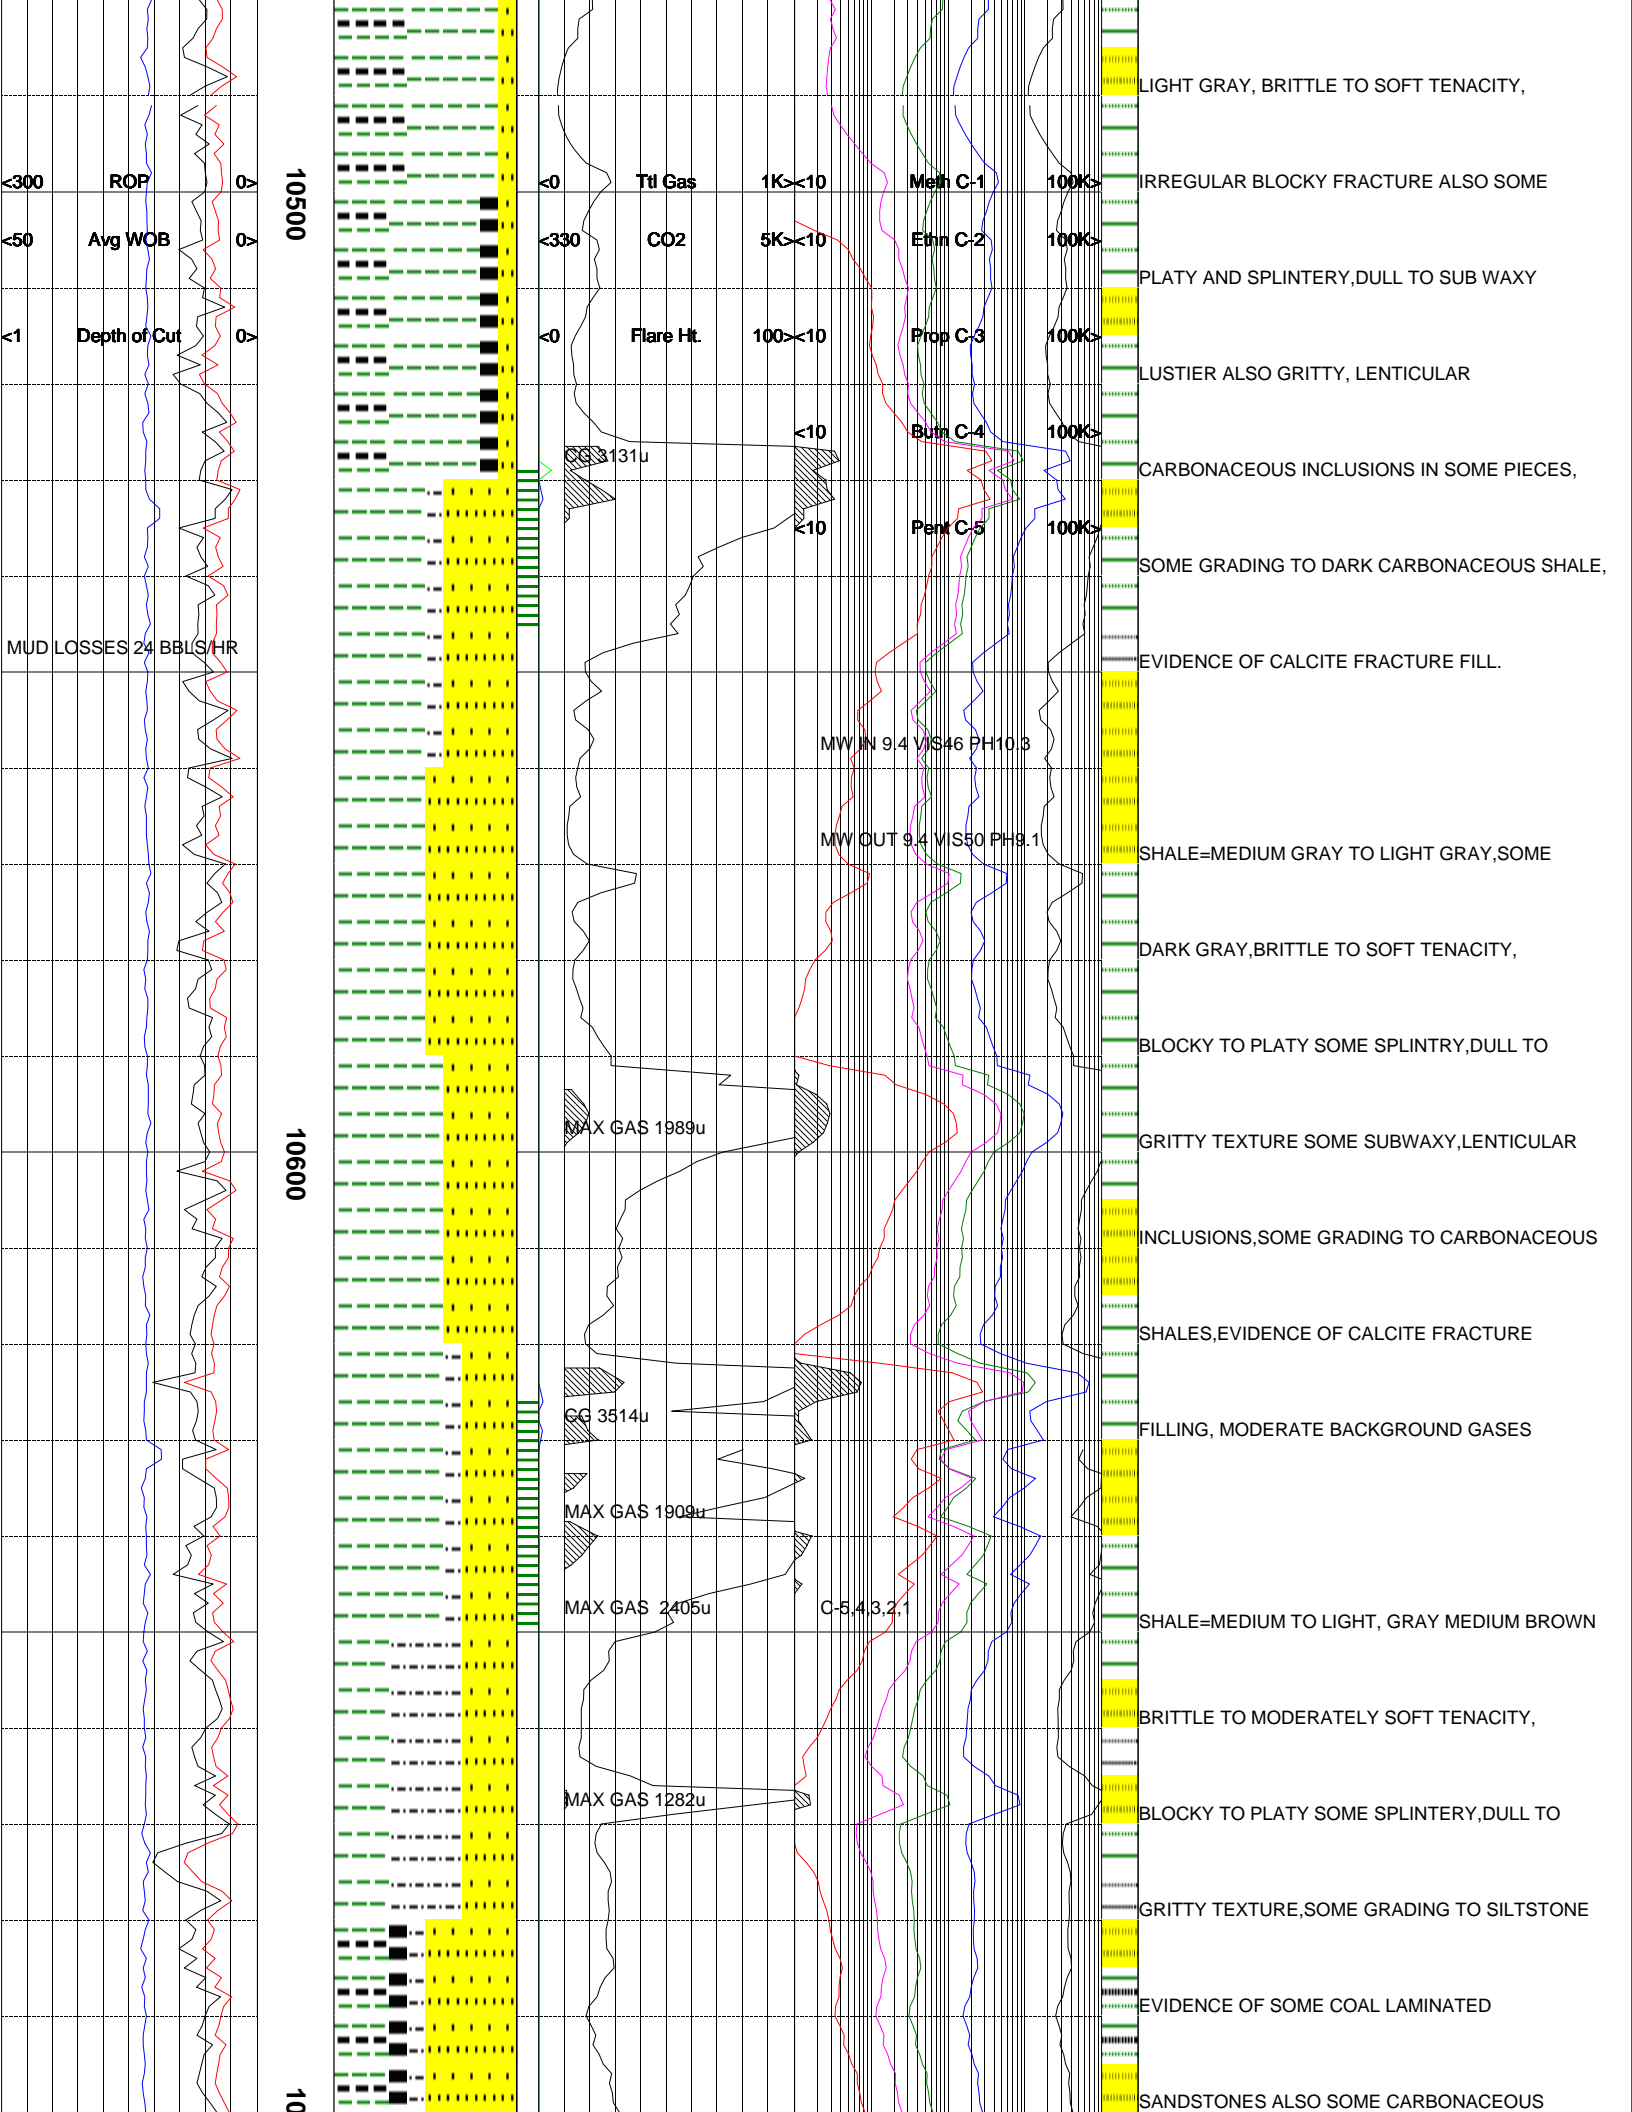 LIGHT GRAY, BRITTLE TO SOFT TENACITY,
<300 ROP 0>
10500
<0 Ttl Gas 1K>
<10 Meth C-1 100K>
IRREGULAR BLOCKY FRACTURE ALSO SOME
<50 Avg WOB 0>
<330 CO2 5K>
<10 Ethn C-2 100K>
PLATY AND SPLINTERY,DULL TO SUB WAXY
<1 Depth of Cut 0>
<0 Flare Ht. 100>
<10 Prop C-3 100K>
LUSTIER ALSO GRITTY, LENTICULAR
<10 Butn C-4 100K>
CG 3131u
CARBONACEOUS INCLUSIONS IN SOME PIECES,
<10 Pent C-5 100K>
SOME GRADING TO DARK CARBONACEOUS SHALE,
MUD LOSSES 24 BBLS/HR
EVIDENCE OF CALCITE FRACTURE FILL.
MW IN 9.4 VIS46 PH10.3
MW OUT 9.4 VIS50 PH9.1
SHALE=MEDIUM GRAY TO LIGHT GRAY,SOME
DARK GRAY,BRITTLE TO SOFT TENACITY,
BLOCKY TO PLATY SOME SPLINTRY,DULL TO
MAX GAS 1989u
10600
GRITTY TEXTURE SOME SUBWAXY,LENTICULAR
INCLUSIONS,SOME GRADING TO CARBONACEOUS
SHALES,EVIDENCE OF CALCITE FRACTURE
CG 3514u
FILLING, MODERATE BACKGROUND GASES
MAX GAS 1909u
MAX GAS 2405u
C-5,4,3,2,1
SHALE=MEDIUM TO LIGHT, GRAY MEDIUM BROWN
BRITTLE TO MODERATELY SOFT TENACITY,
MAX GAS 1282u
BLOCKY TO PLATY SOME SPLINTERY,DULL TO
GRITTY TEXTURE,SOME GRADING TO SILTSTONE
EVIDENCE OF SOME COAL LAMINATED
10
SANDSTONES ALSO SOME CARBONACEOUS